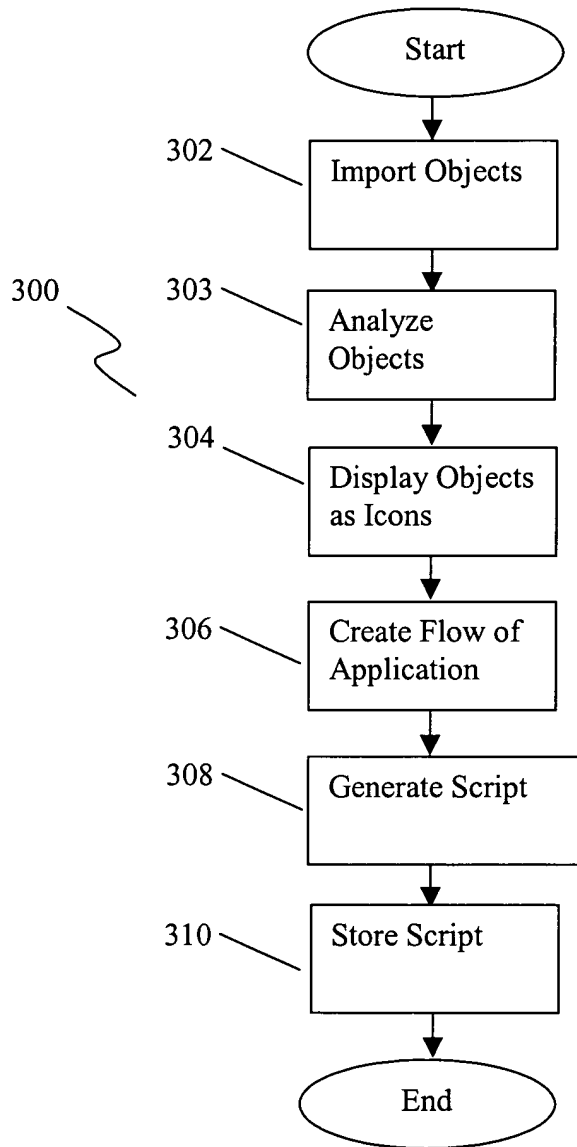 Start
302
Import Objects
300
303
Analyze
Objects
304
Display Objects
as Icons
306
Create Flow of
Application
308
Generate Script
310
Store Script
End